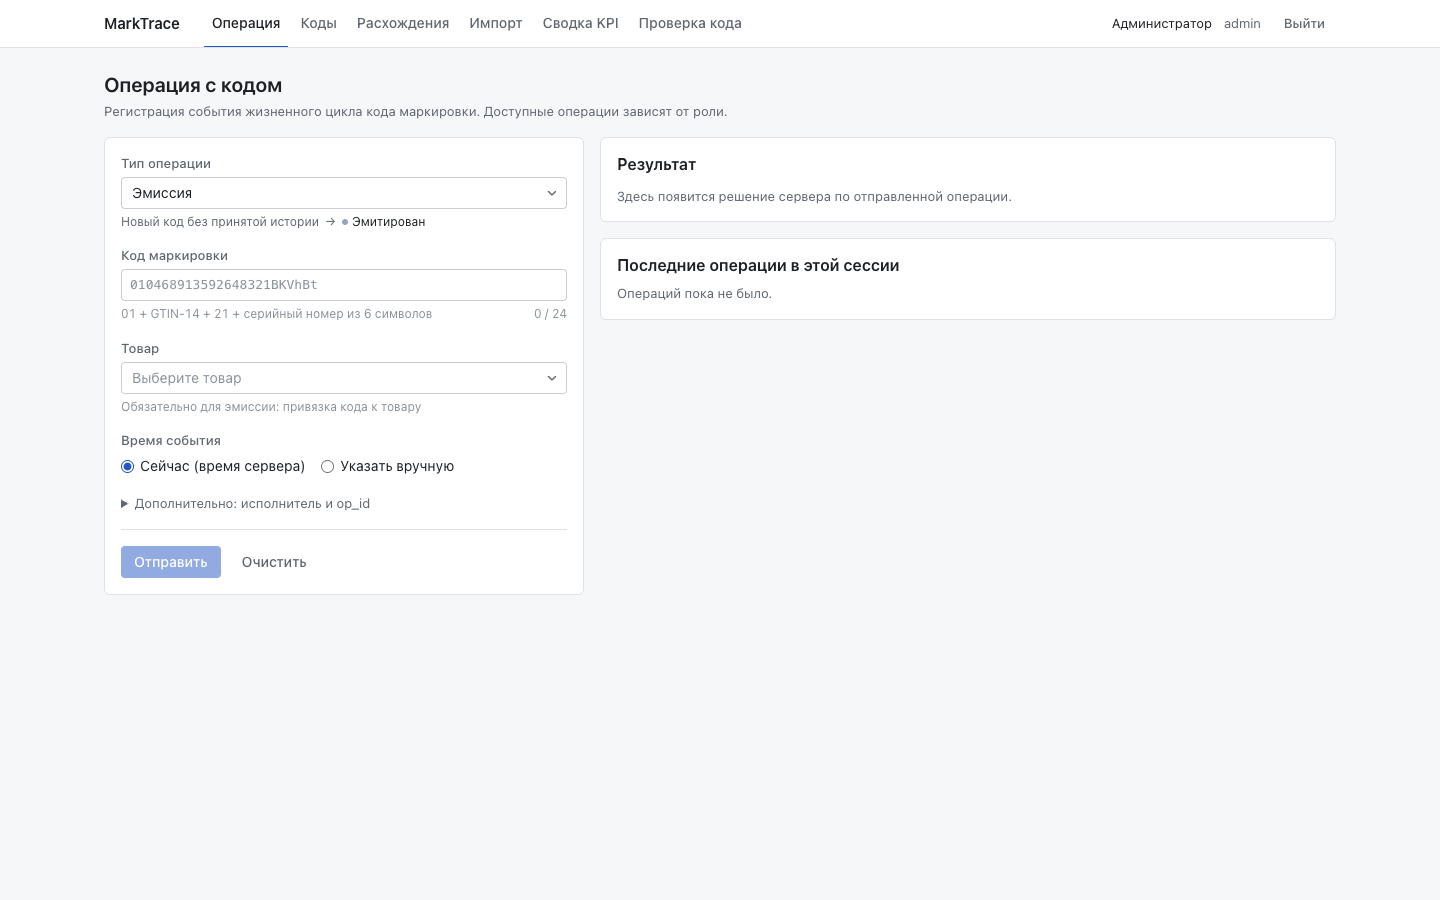 MarkTrace
Операция
Коды
Расхождения
Импорт
Сводка KPI
Проверка кода
Администратор
admin
Выйти
Операция с кодом
Регистрация события жизненного цикла кода маркировки. Доступные операции зависят от роли.
Тип операции
Эмиссия
Новый код без принятой истории → Эмитирован
Код маркировки
010468913592648321BKVhBt
01 + GTIN-14 + 21 + серийный номер из 6 символов
0 / 24
Товар
Выберите товар
Обязательно для эмиссии: привязка кода к товару
Время события
Сейчас (время сервера)
Указать вручную
Дополнительно: исполнитель и op_id
Отправить
Очистить
Результат
Здесь появится решение сервера по отправленной операции.
Последние операции в этой сессии
Операций пока не было.